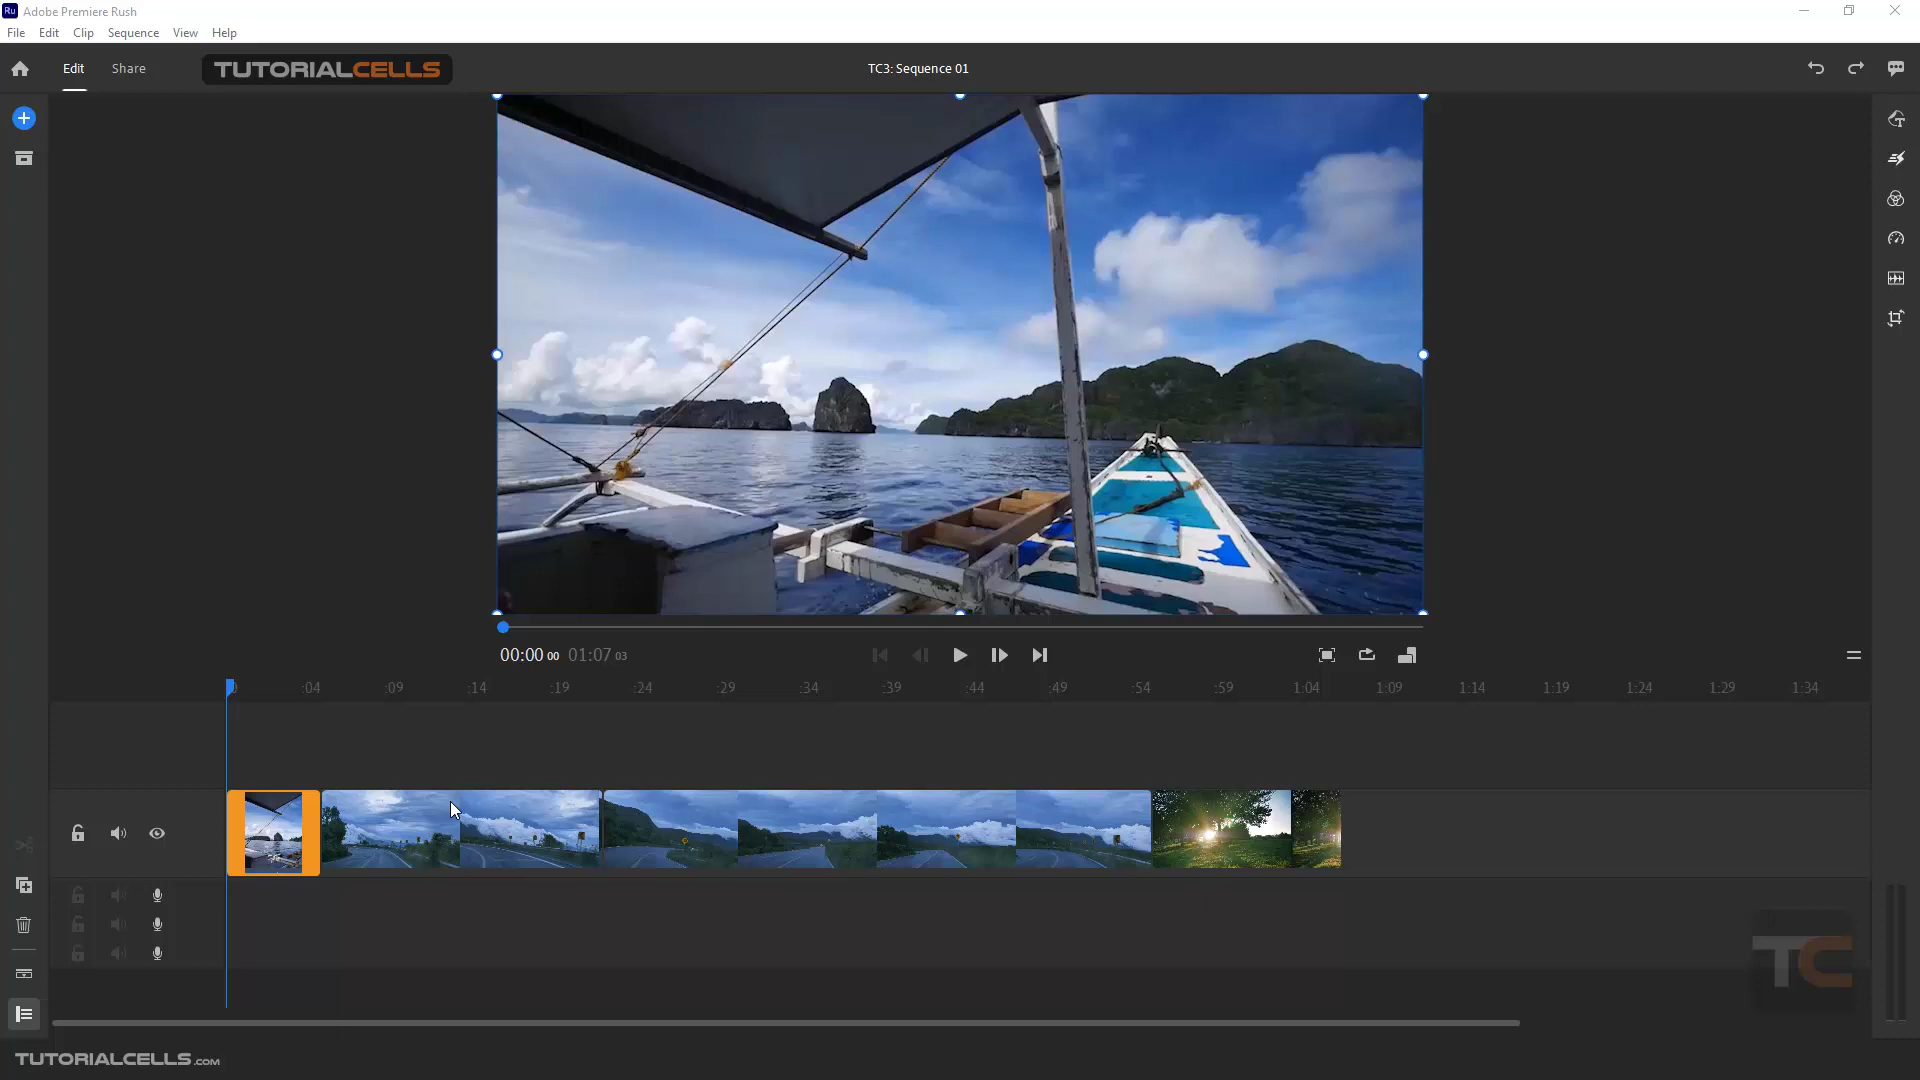 Ru Adobe Premiere Rush
File Edit Clip Sequence View Help
Edit Share TUTORIALCELLS TC3: Sequence 01
00:00 00 01:07 03
:04 :09 :14 :19 :24 :29 :34 :39 :44 :49 :54 :59 1:04 1:09 1:14 1:19 1:24 1:29 1:34
TC
TUTORIALCELLS.COM